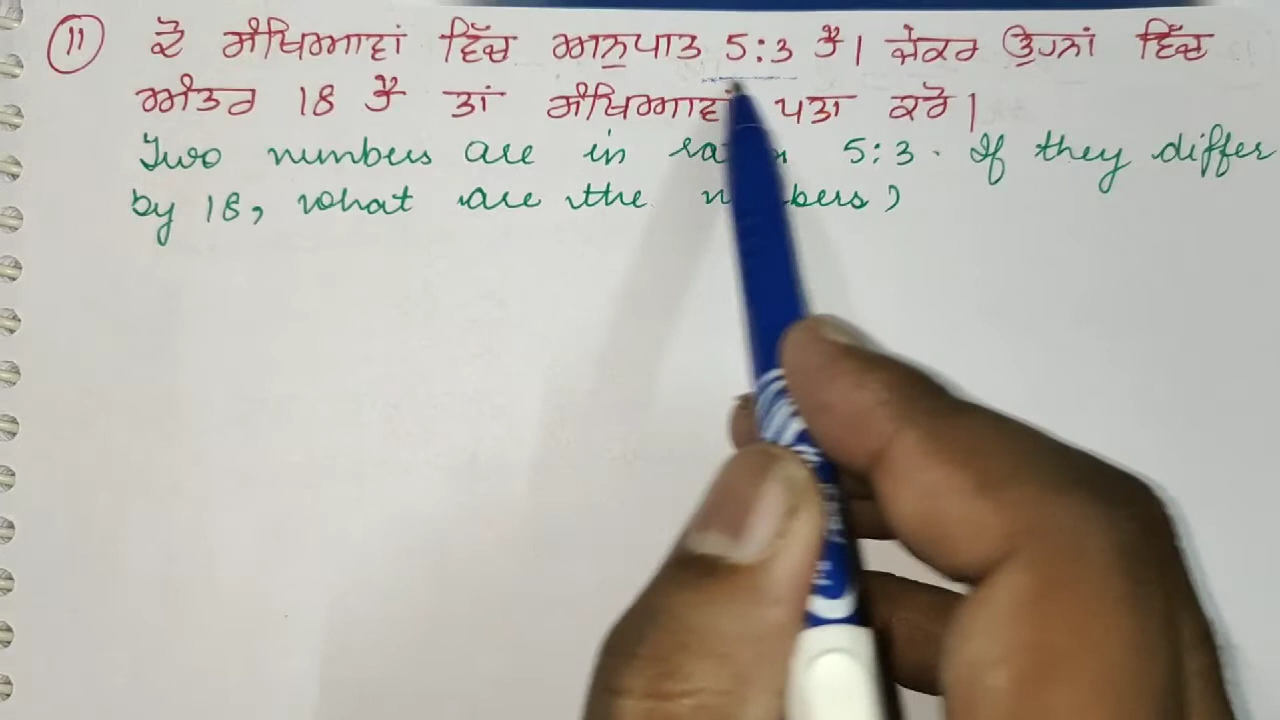 11 ਦੋ ਸੰਖਿਆਵਾਂ ਵਿੱਚ ਅਨੁਪਾਤ 5:3 ਹੈ। ਜੇਕਰ ਉਹਨਾਂ ਵਿੱਚ
ਅੰਤਰ 18 ਹੈ ਤਾਂ ਸੰਖਿਆਵਾਂ ਪਤਾ ਕਰੋ।
Two numbers are in 5:3. If they differ
by 18, what are the